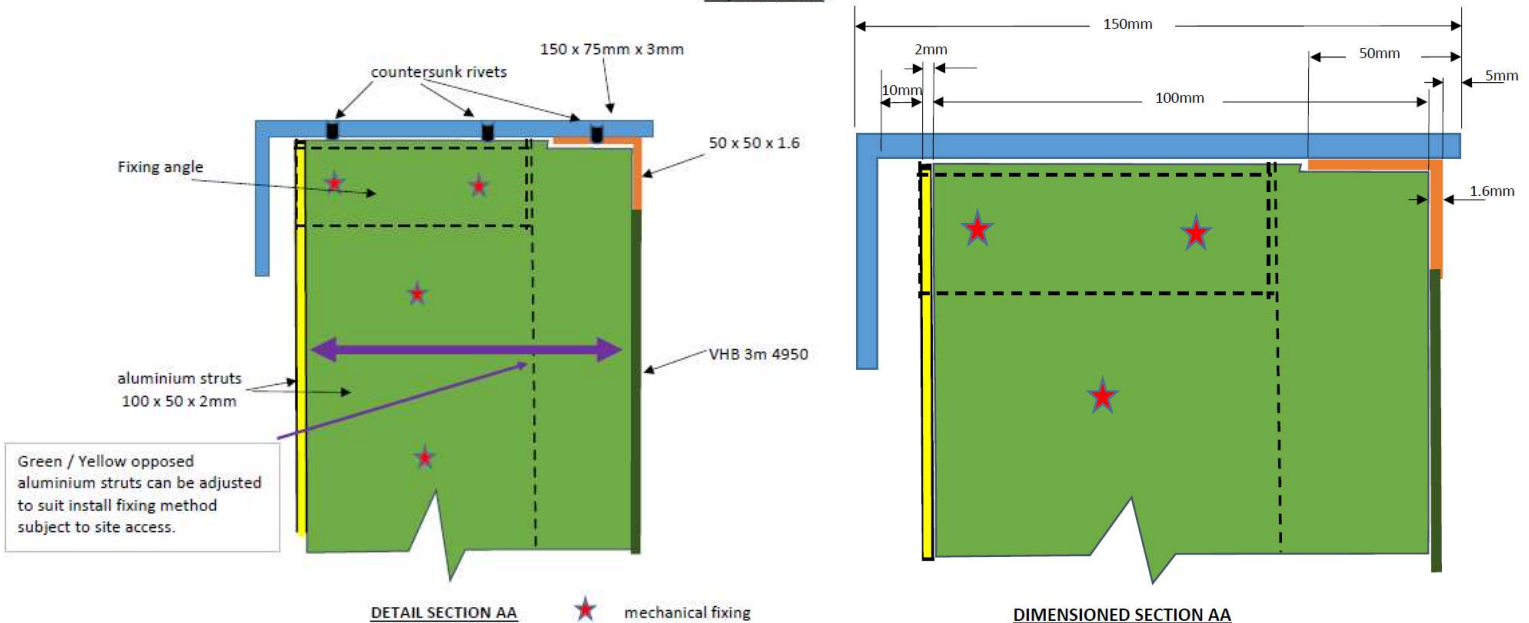 150 x 75mm x 3mm
countersunk rivets
50 x 50 x 1.6
Fixing angle
VHB 3m 4950
aluminium struts
100 x 50 x 2mm
Green / Yellow opposed
aluminium struts can be adjusted
to suit install fixing method
subject to site access.
DETAIL SECTION AA
mechanical fixing
150mm
2mm
50mm
5mm
10mm
100mm
1.6mm
DIMENSIONED SECTION AA